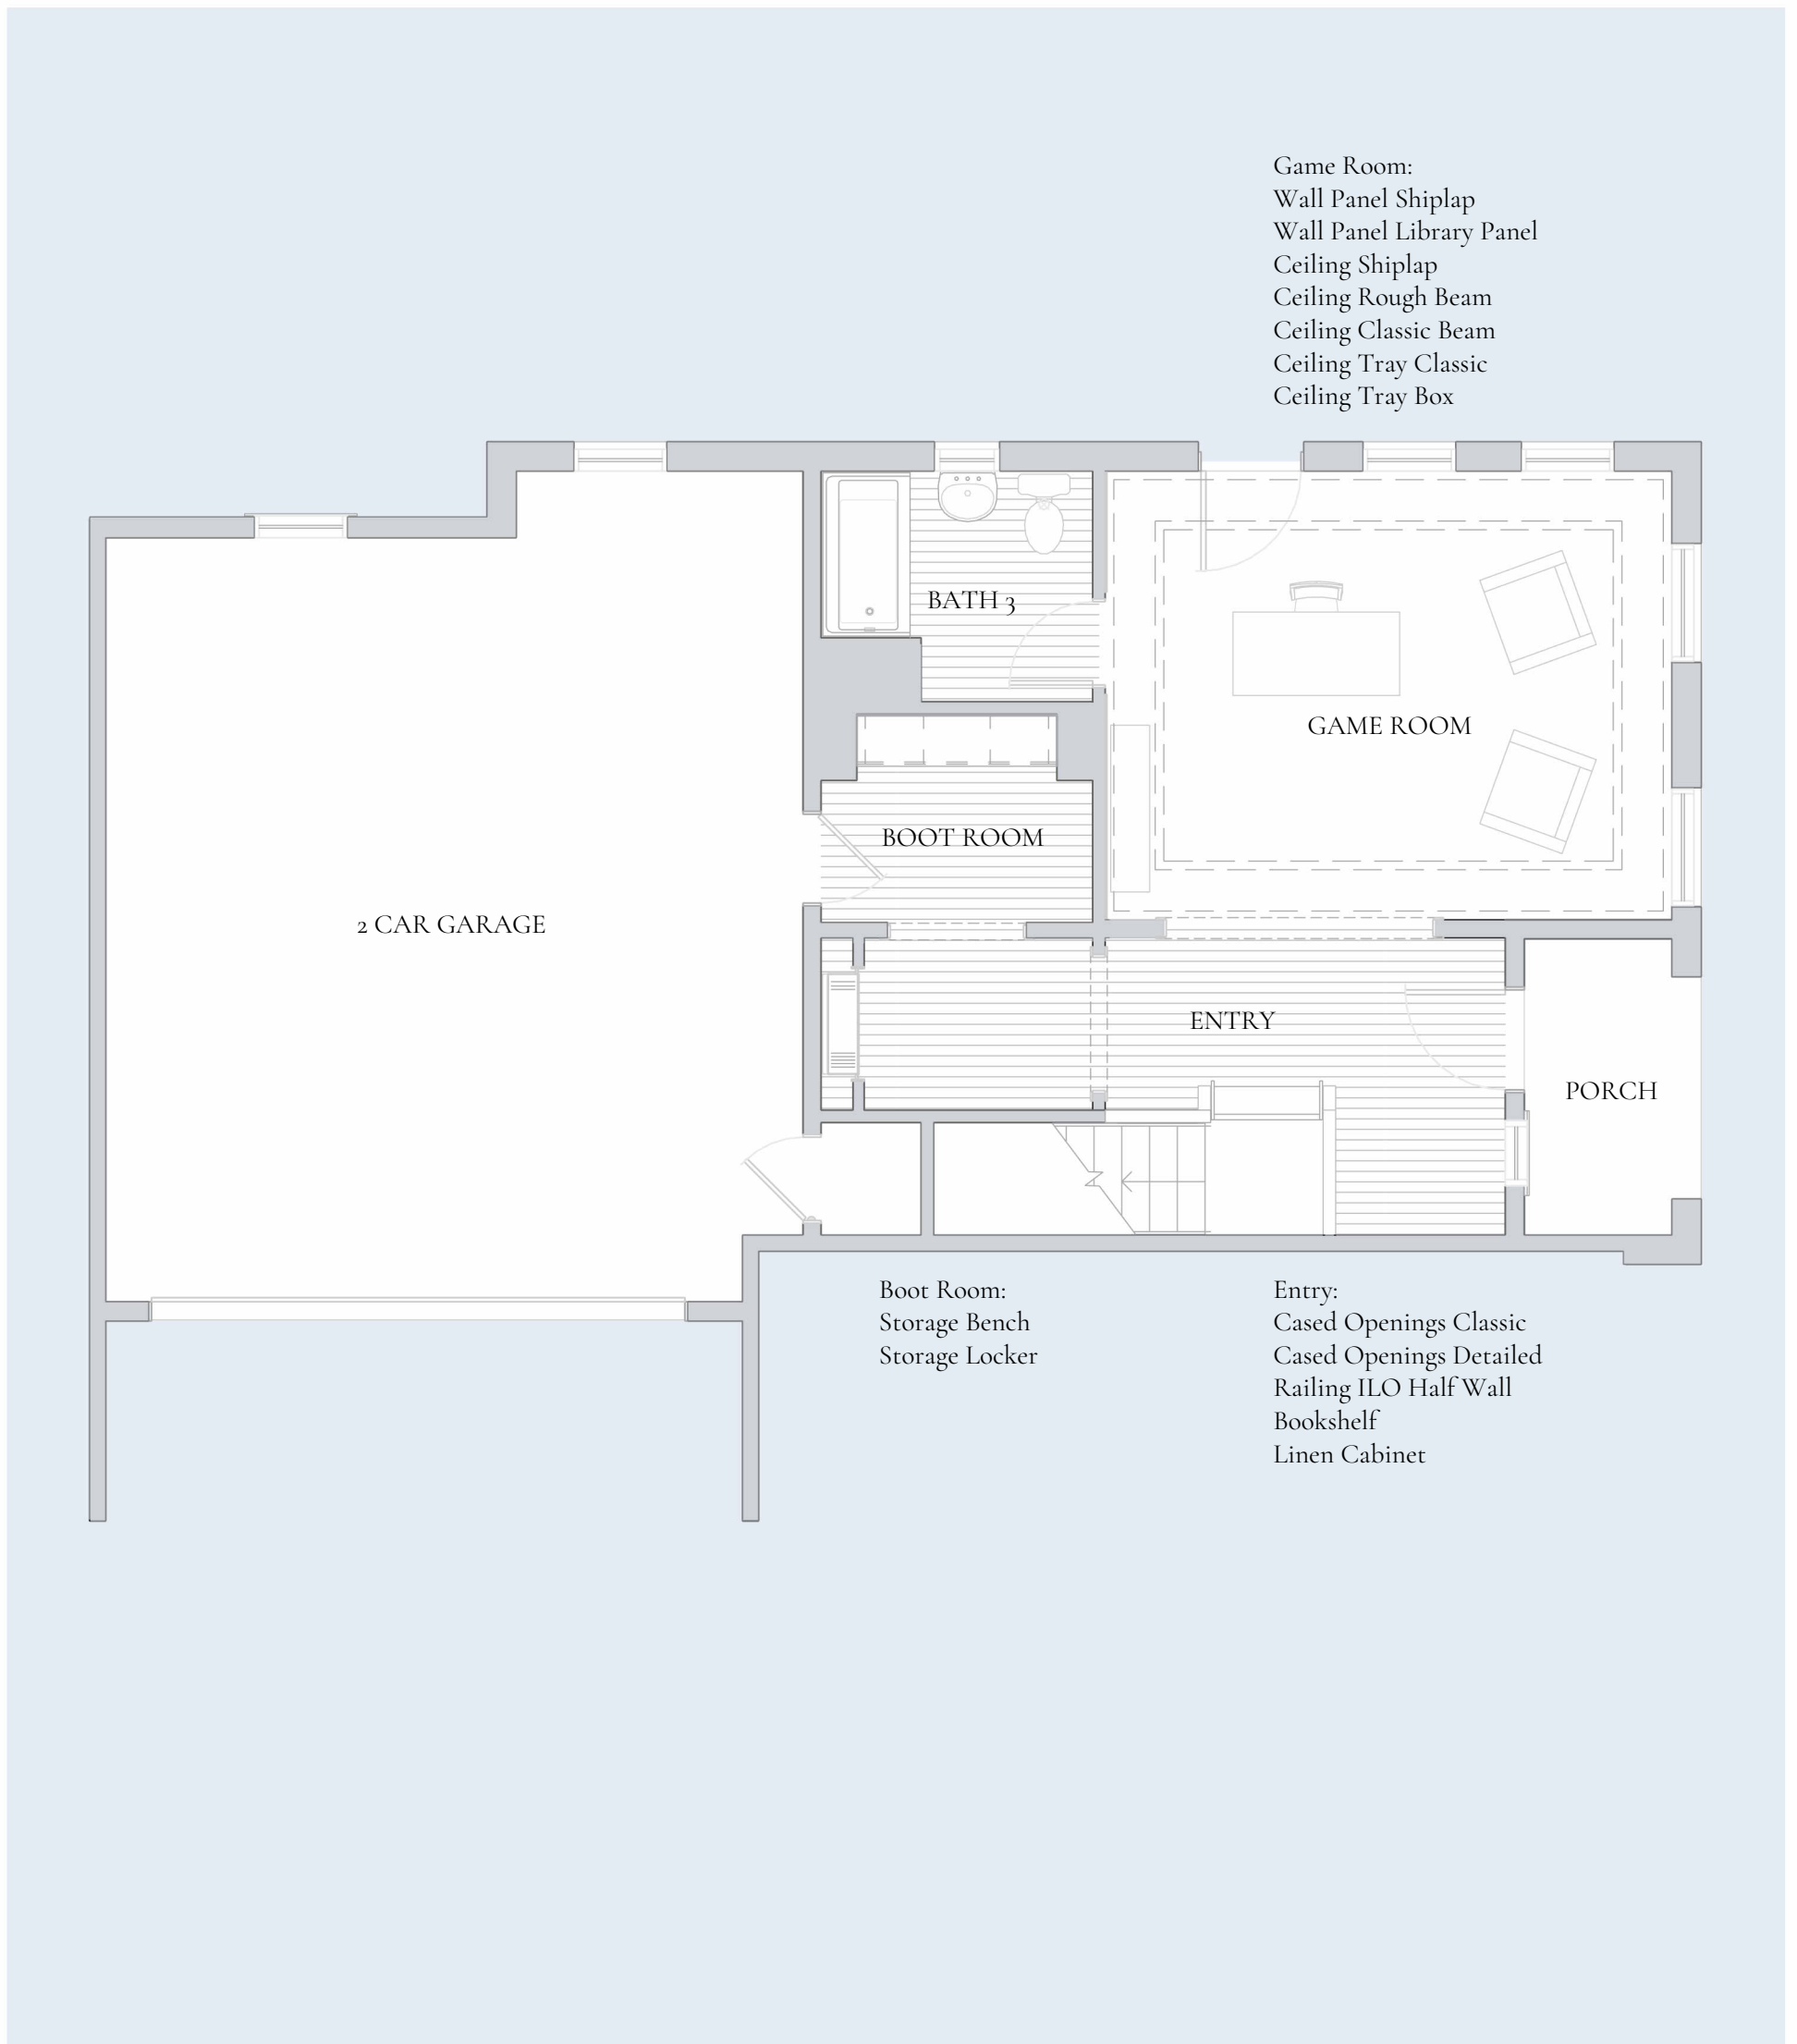 Game Room:
Wall Panel Shiplap
Wall Panel Library Panel
Ceiling Shiplap
Ceiling Rough Beam
Ceiling Classic Beam
Ceiling Tray Classic
Ceiling Tray Box
BATH 3
GAME ROOM
BOOT ROOM
2 CAR GARAGE
ENTRY
PORCH
Boot Room:
Storage Bench
Storage Locker
Entry:
Cased Openings Classic
Cased Openings Detailed
Railing ILO Half Wall
Bookshelf
Linen Cabinet